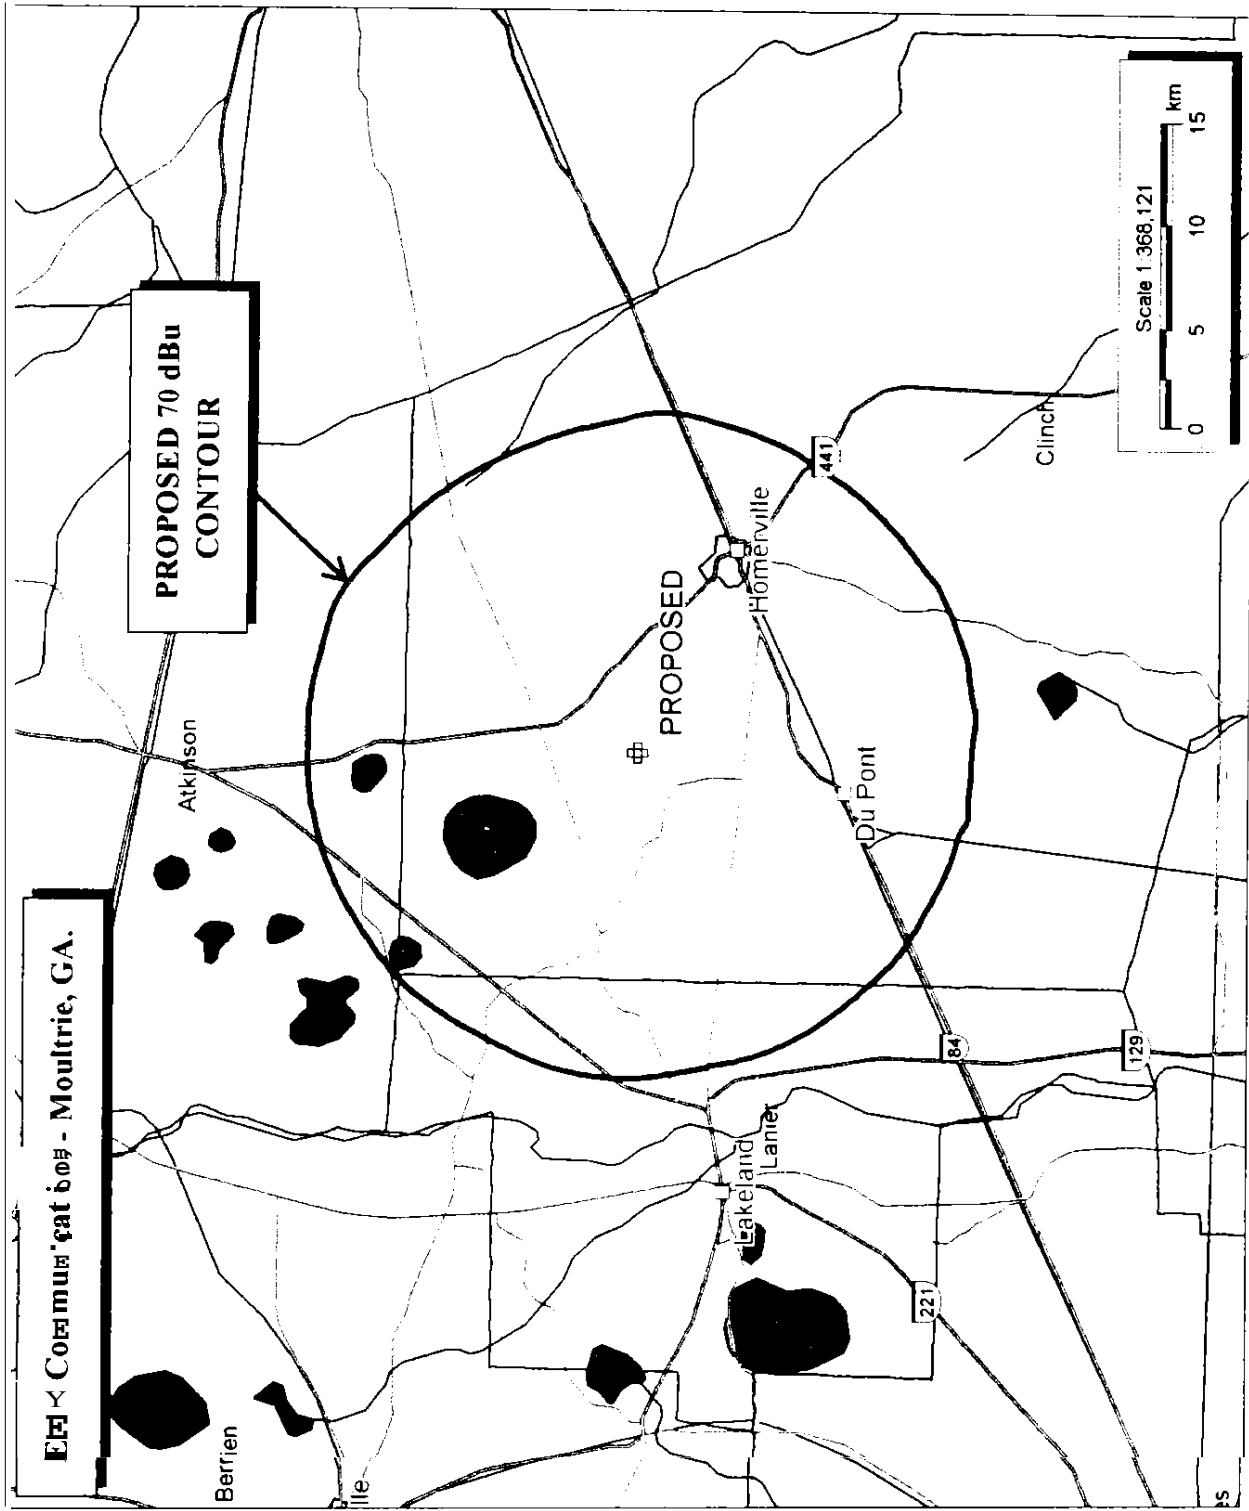 Communication - Moultrie, GA.
PROPOSED 70 dBu
CONTOUR
Atkinson
Berrien
PROPOSED
Homerville
441
Du Pont
Clinch
Lakeland
Lanier
84
129
221
Scale 1:368,121
0 5 10 15 km